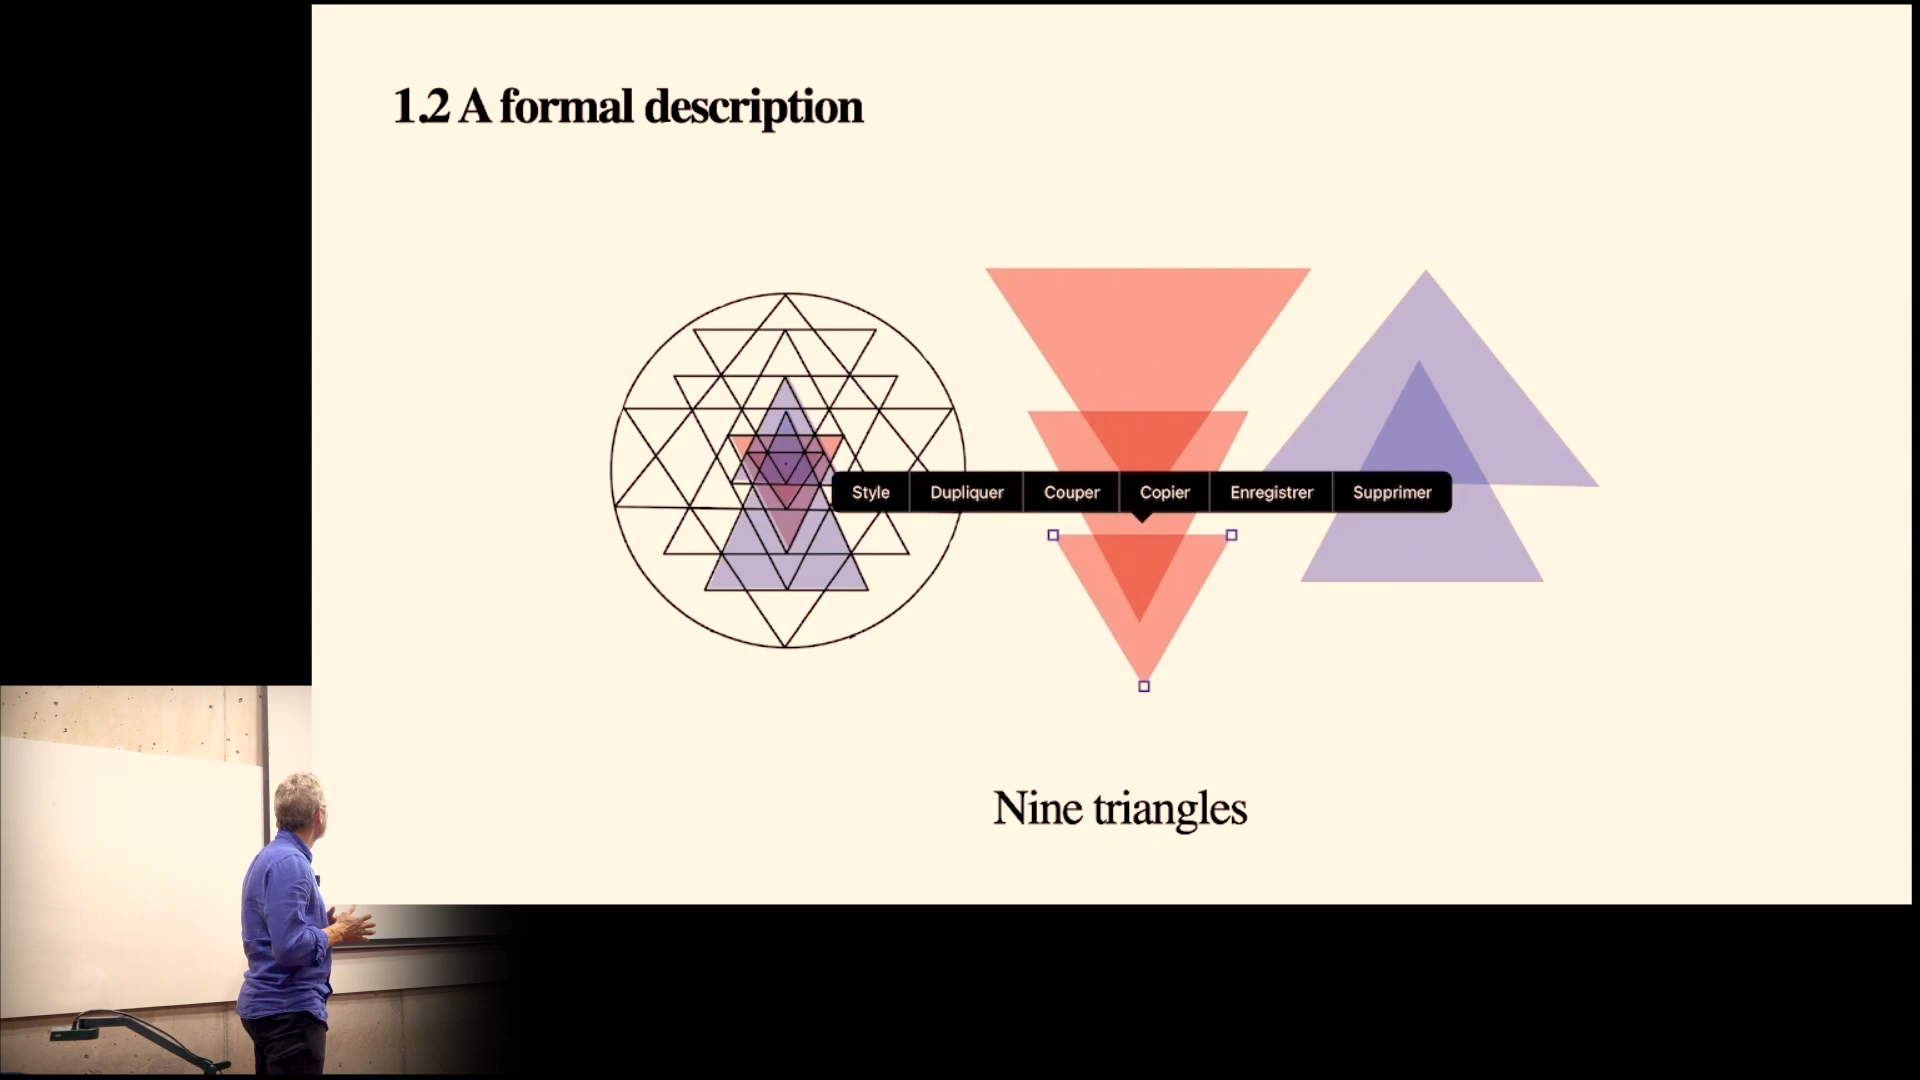 1.2 A formal description
Style Dupliquer Couper Copier Enregistrer Supprimer
Nine triangles